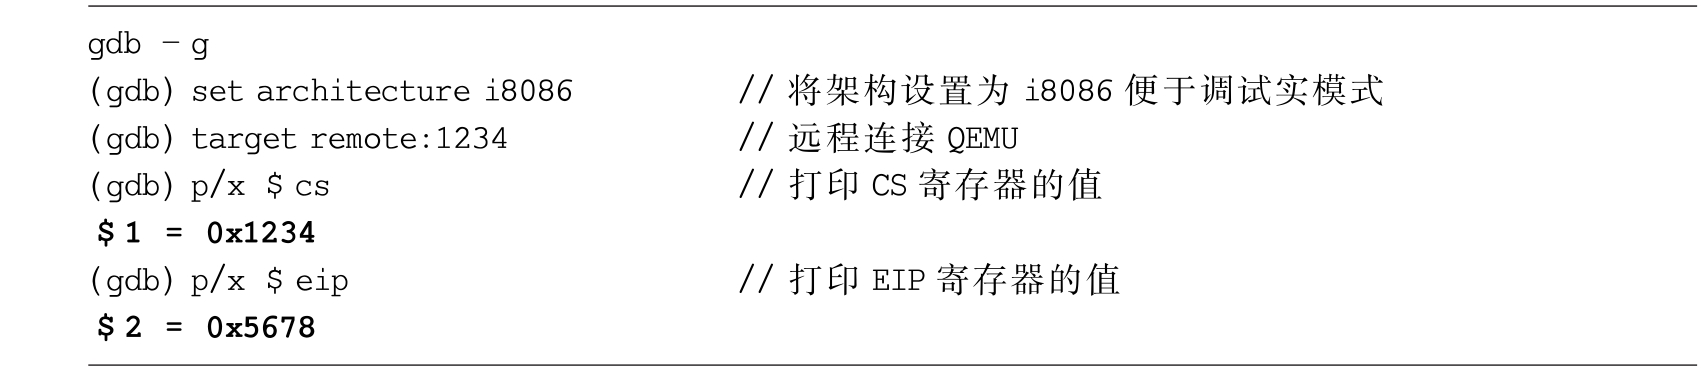 gdb -g
(gdb) set architecture i8086 // 将架构设置为 i8086 便于调试实模式
(gdb) target remote:1234 // 远程连接 QEMU
(gdb) p/x $cs // 打印 CS 寄存器的值
$1 = 0x1234
(gdb) p/x $eip // 打印 EIP 寄存器的值
$2 = 0x5678